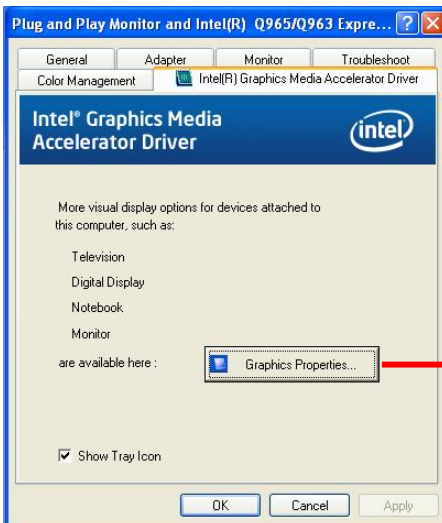 Plug and Play Monitor and Intel(R) Q965/Q963 Expre...
General Adapter Monitor Troubleshoot
Color Management Intel(R) Graphics Media Accelerator Driver
Intel® Graphics Media
Accelerator Driver
intel
More visual display options for devices attached to
this computer, such as:
Television
Digital Display
Notebook
Monitor
are available here :
Graphics Properties...
Show Tray Icon
OK Cancel Apply